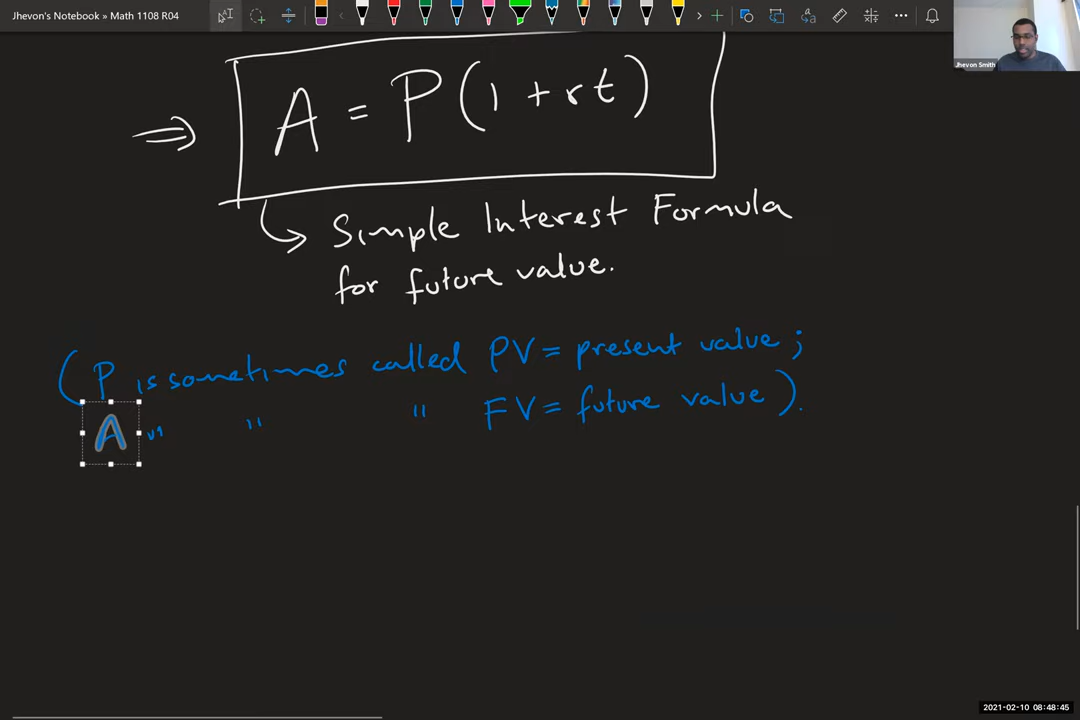 Jhevon's Notebook » Math 1108 R04
Jhevon Smith
⇒ A = P(1 + rt)
Simple Interest Formula
for future value.
(P is sometimes called PV = present value;
A " " " FV = future value).
2021-02-10 08:48:45